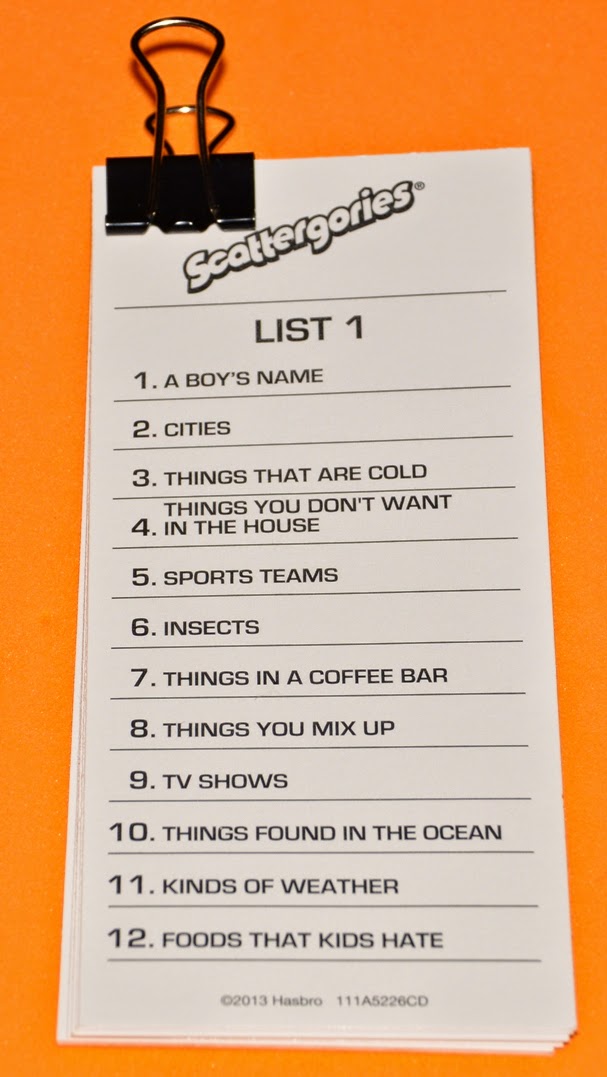 Scattergories®
LIST 1
1. A BOY'S NAME
2. CITIES
3. THINGS THAT ARE COLD
THINGS YOU DON'T WANT
4. IN THE HOUSE
5. SPORTS TEAMS
6. INSECTS
7. THINGS IN A COFFEE BAR
8. THINGS YOU MIX UP
9. TV SHOWS
10. THINGS FOUND IN THE OCEAN
11. KINDS OF WEATHER
12. FOODS THAT KIDS HATE
©2013 Hasbro 111A5226CD